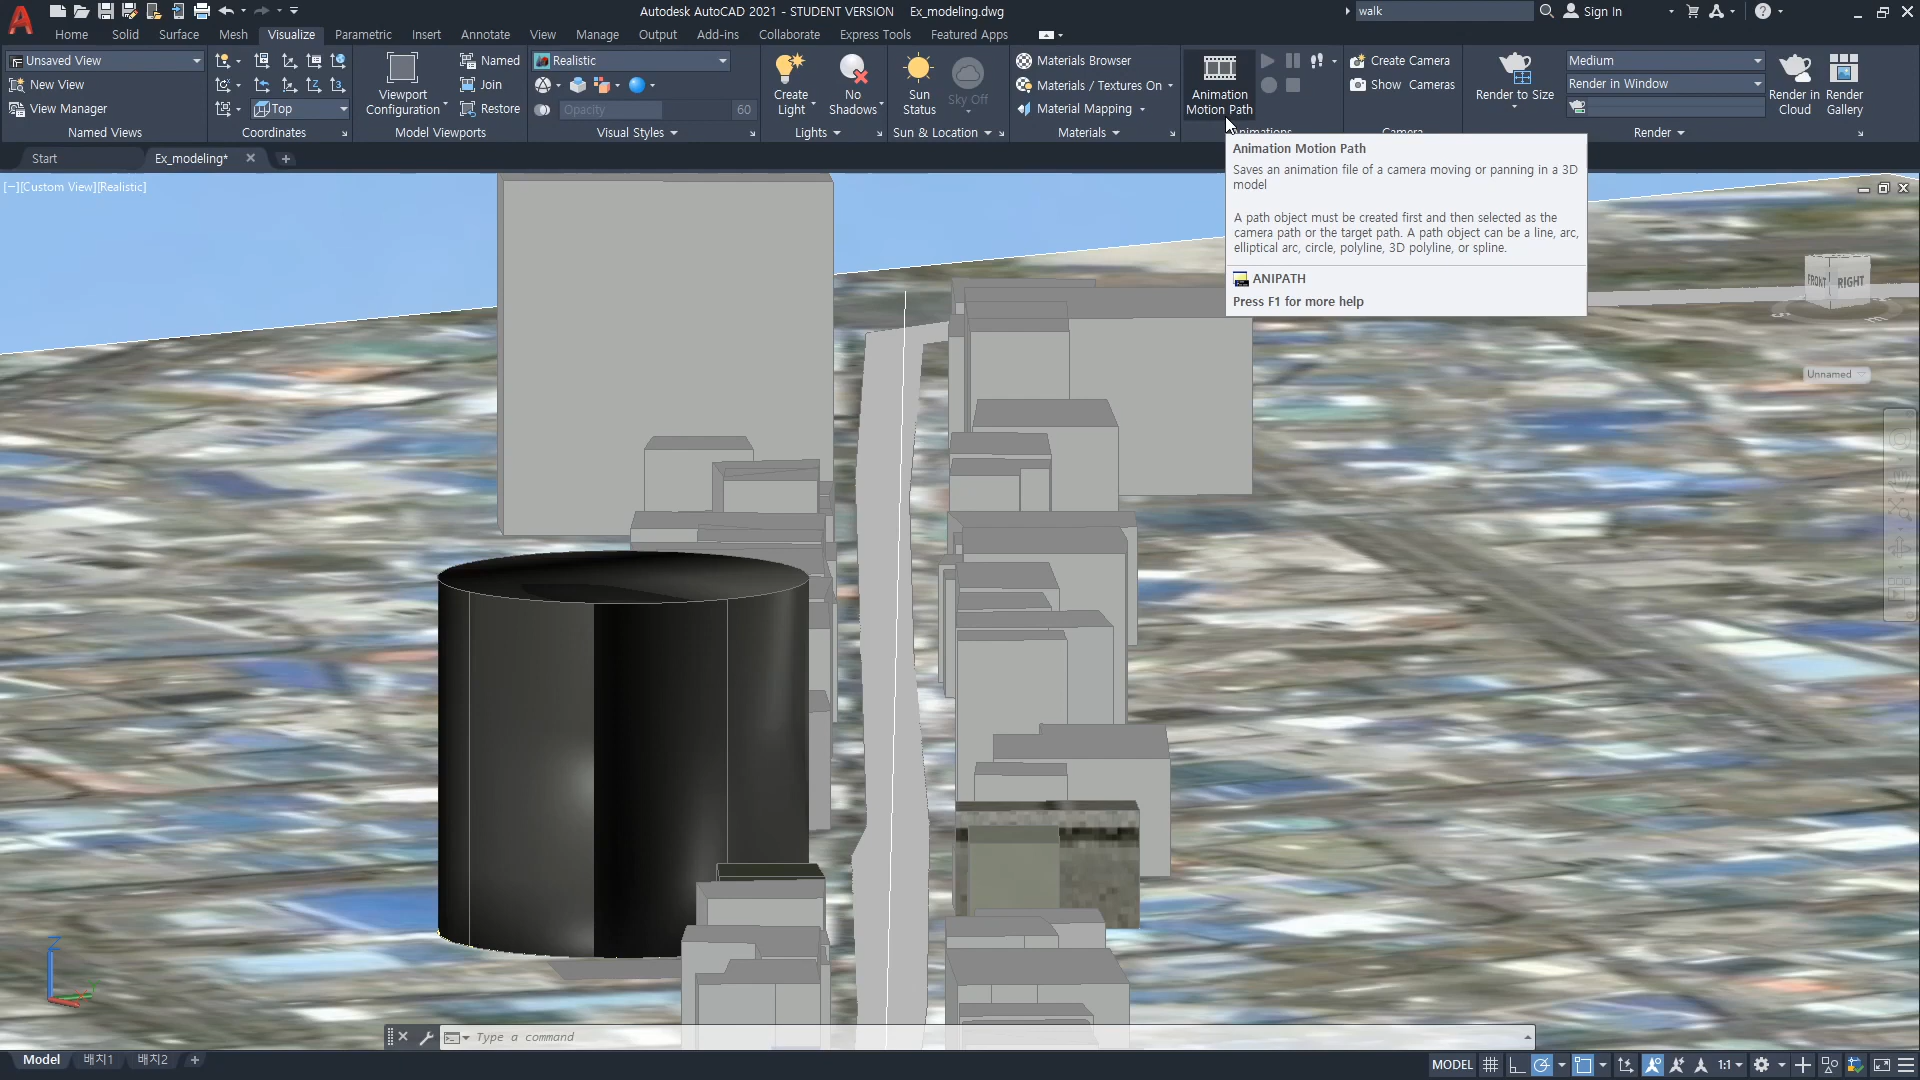 Autodesk AutoCAD 2021 - STUDENT VERSION Ex_modeling.dwg
walk
Sign In
Home Solid Surface Mesh Visualize Parametric Insert Annotate View Manage Output Add-ins Collaborate Express Tools Featured Apps
Unsaved View
New View
View Manager
Named Views
Top
Coordinates
Viewport
Configuration
Named
Join
Restore
Model Viewports
Realistic
Opacity 60
Visual Styles
Create
Light
No
Shadows
Lights
Sun
Status
Sky Off
Sun & Location
Materials Browser
Materials / Textures On
Material Mapping
Materials
Animation
Motion Path
Animations
Create Camera
Show Cameras
Camera
Render to Size
Medium
Render in Window
Render in
Cloud
Render
Gallery
Render
Start
Ex_modeling*
[−][Custom View][Realistic]
Animation Motion Path
Saves an animation file of a camera moving or panning in a 3D
model
A path object must be created first and then selected as the
camera path or the target path. A path object can be a line, arc,
elliptical arc, circle, polyline, 3D polyline, or spline.
ANIPATH
Press F1 for more help
FRONT RIGHT
S
E
Unnamed
Z
Type a command
Model 배치1 배치2
MODEL
1:1